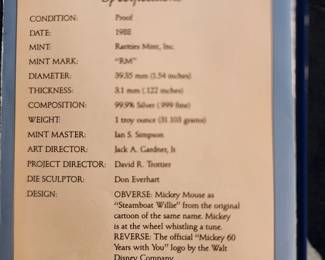 Specifications
CONDITION: Proof
DATE: 1988
MINT: Rarities Mint, Inc.
MINT MARK: "RM"
DIAMETER: 39.35 mm (1.54 inches)
THICKNESS: 3.1 mm (.122 inches)
COMPOSITION: 99.9% Silver (.999 fine)
WEIGHT: 1 troy ounce (31.103 grams)
MINT MASTER: Ian S. Simpson
ART DIRECTOR: Jack A. Gardner, Jr
PROJECT DIRECTOR: David R. Trottier
DIE SCULPTOR: Don Everhart
DESIGN: OBVERSE: Mickey Mouse as
"Steamboat Willie" from the
original cartoon of the same name. Mickey
is at the wheel whistling a tune.
REVERSE: The official "Mickey 60
Years with You" logo by the Walt
Disney Company.